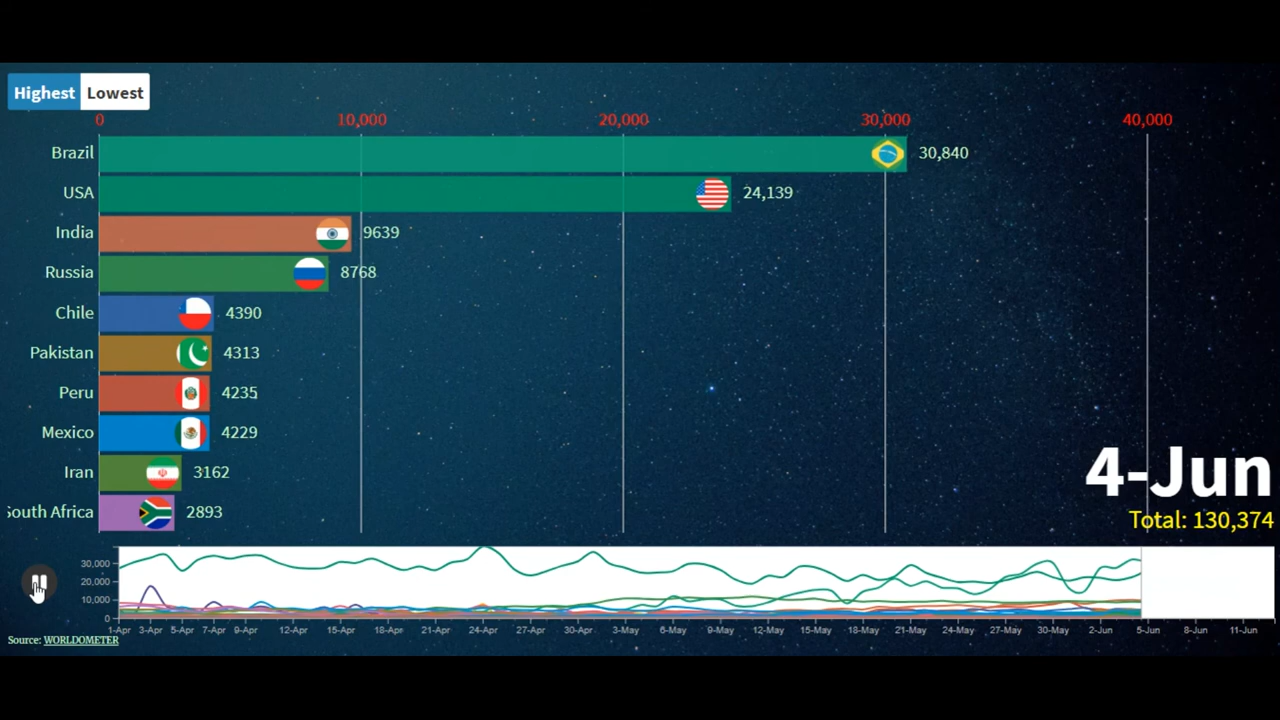 Highest Lowest
0 10,000 20,000 30,000 40,000
Brazil 30,840
USA 24,139
India 9639
Russia 8768
Chile 4390
Pakistan 4313
Peru 4235
Mexico 4229
Iran 3162
South Africa 2893
4-Jun
Total: 130,374
30,000
20,000
10,000
0
1-Apr 3-Apr 5-Apr 7-Apr 9-Apr 12-Apr 15-Apr 18-Apr 21-Apr 24-Apr 27-Apr 30-Apr 3-May 6-May 9-May 12-May 15-May 18-May 21-May 24-May 27-May 30-May 2-Jun 5-Jun 8-Jun 11-Jun
Source: WORLDOMETER